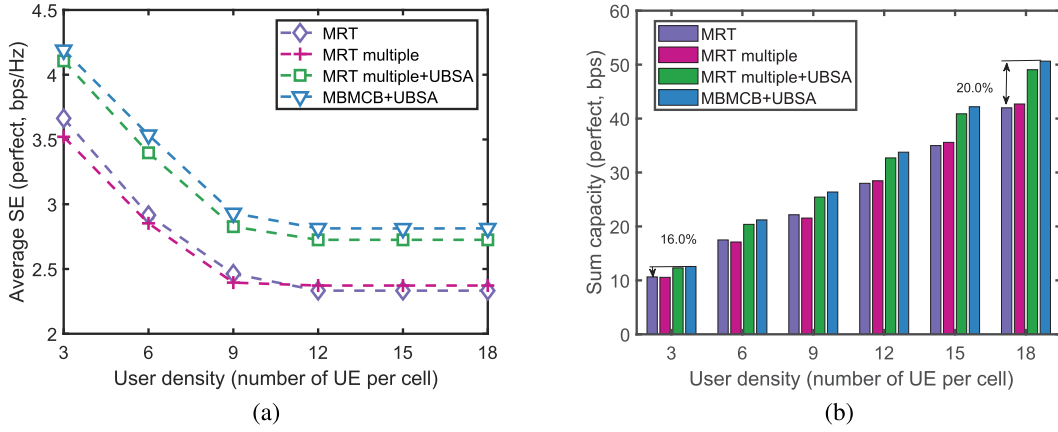 Average SE (perfect, bps/Hz)
4.5
4
3.5
3
2.5
2
MRT
MRT multiple
MRT multiple+UBSA
MBMCB+UBSA
3 6 9 12 15 18
User density (number of UE per cell)
(a)
Sum capacity (perfect, bps)
60
50
40
30
20
10
0
MRT
MRT multiple
MRT multiple+UBSA
MBMCB+UBSA
16.0%
20.0%
3 6 9 12 15 18
User density (number of UE per cell)
(b)